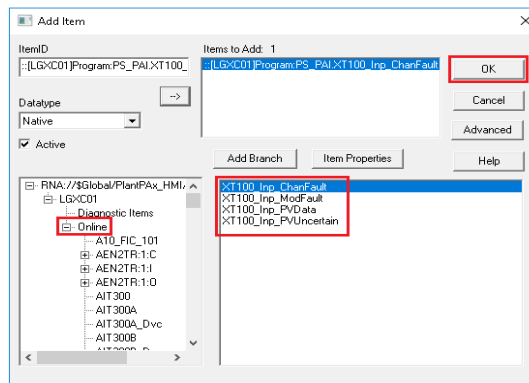 Add Item
ItemID
::[LGXC01]Program:PS_PAI.XT100_
Items to Add: 1
::[LGXC01]Program:PS_PAI.XT100_Inp_ChanFault
OK
Cancel
Advanced
Help
Datatype
-->
Native
Active
Add Branch
Item Properties
RNA://$Global/PlantPAx_HMI/
LGXC01
Diagnostic Items
Online
A10_FIC_101
AEN2TR:1:C
AEN2TR:1:I
AEN2TR:1:O
AIT300
AIT300A
AIT300A_Dvc
AIT300B
XT100_Inp_ChanFault
XT100_Inp_ModFault
XT100_Inp_PVData
XT100_Inp_PVUncertain